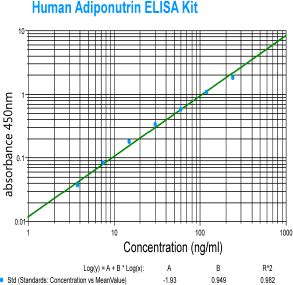 Human Adiponutrin ELISA Kit
10
1
0.1
0.01
absorbance 450nm
1 10 100 1000
Concentration (ng/ml)
Log(y) = A + B * Log(x): A B R^2
Std (Standards: Concentration vs MeanValue) -1.93 0.949 0.982